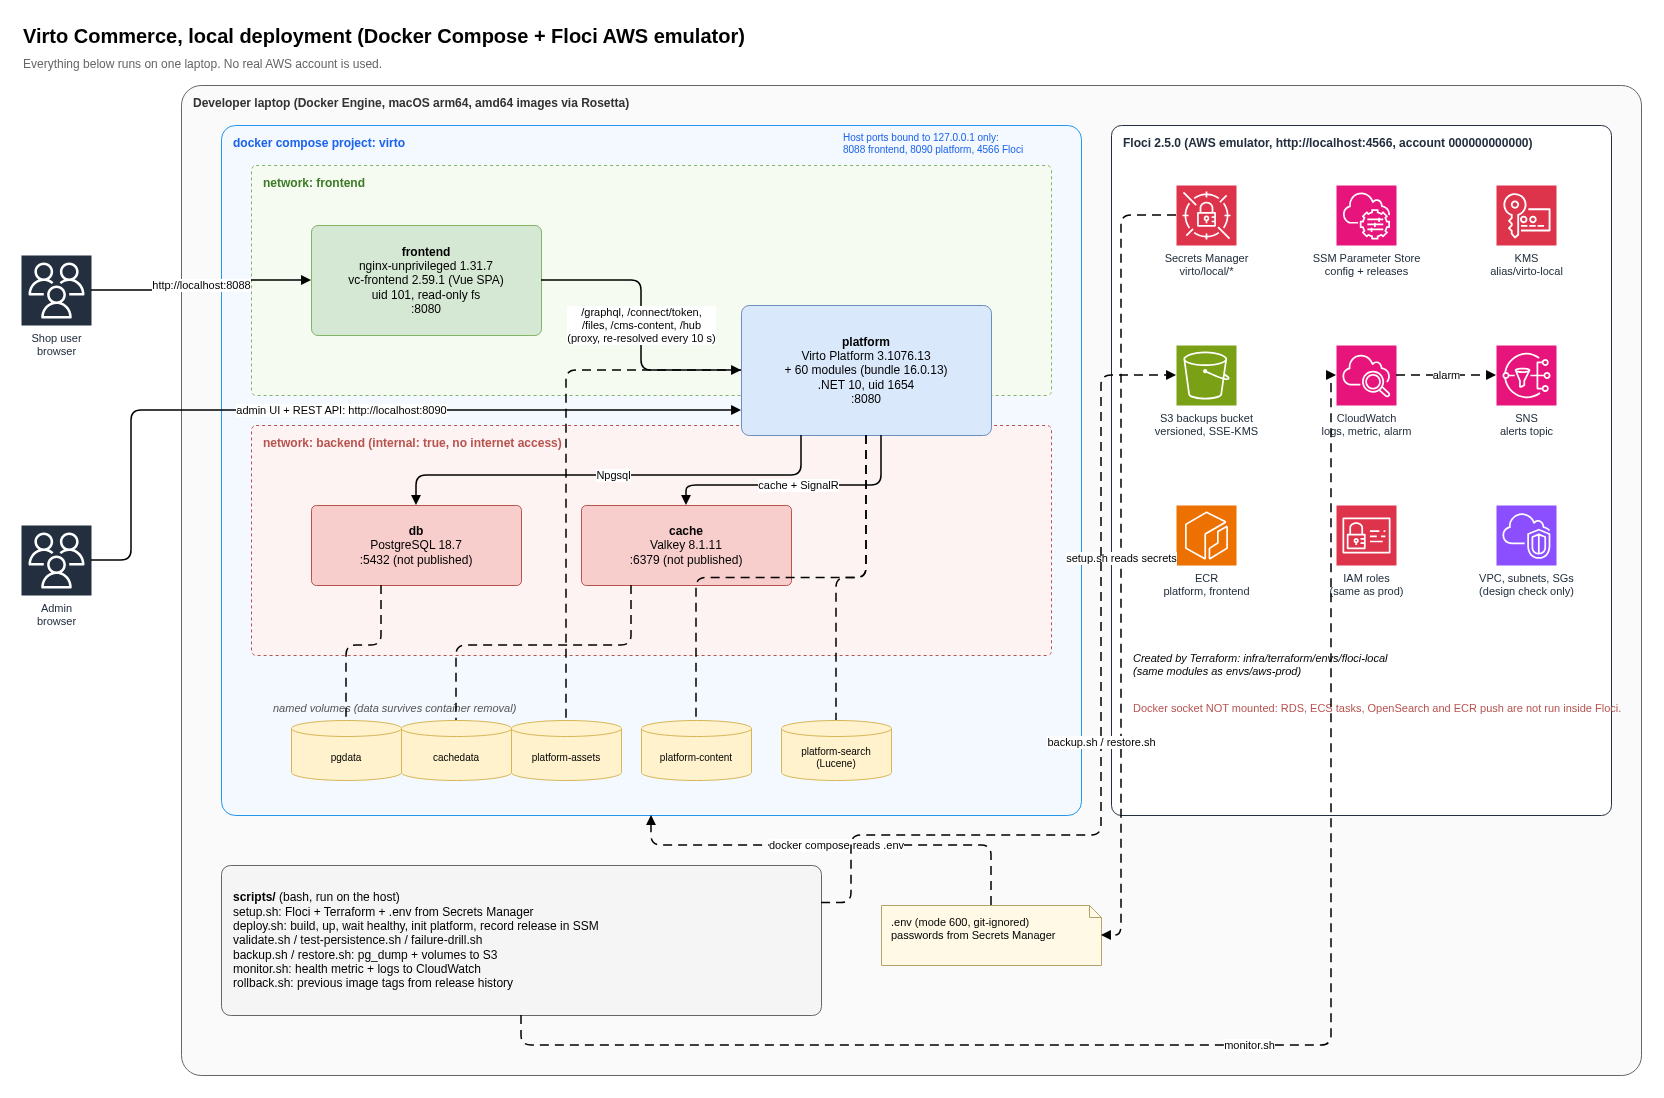 Virto Commerce, local deployment (Docker Compose + Floci AWS emulator)
Everything below runs on one laptop. No real AWS account is used.
Developer laptop (Docker Engine, macOS arm64, amd64 images via Rosetta)
docker compose project: virto
Host ports bound to 127.0.0.1 only:
8088 frontend, 8090 platform, 4566 Floci
network: frontend
frontend
nginx-unprivileged 1.31.7
vc-frontend 2.59.1 (Vue SPA)
uid 101, read-only fs
:8080
Shop user
browser
http://localhost:8088
/graphql, /connect/token,
/files, /cms-content, /hub
(proxy, re-resolved every 10 s)
platform
Virto Platform 3.1076.13
+ 60 modules (bundle 16.0.13)
.NET 10, uid 1654
:8080
admin UI + REST API: http://localhost:8090
network: backend (internal: true, no internet access)
Npgsql
cache + SignalR
db
PostgreSQL 18.7
:5432 (not published)
cache
Valkey 8.1.11
:6379 (not published)
Admin
browser
named volumes (data survives container removal)
pgdata
cachedata
platform-assets
platform-content
platform-search
(Lucene)
Floci 2.5.0 (AWS emulator, http://localhost:4566, account 000000000000)
Secrets Manager
virto/local/*
SSM Parameter Store
config + releases
KMS
alias/virto-local
S3 backups bucket
versioned, SSE-KMS
CloudWatch
logs, metric, alarm
alarm
SNS
alerts topic
setup.sh reads secrets
ECR
platform, frontend
IAM roles
(same as prod)
VPC, subnets, SGs
(design check only)
Created by Terraform: infra/terraform/envs/floci-local
(same modules as envs/aws-prod)
Docker socket NOT mounted: RDS, ECS tasks, OpenSearch and ECR push are not run inside Floci.
backup.sh / restore.sh
docker compose reads .env
scripts/ (bash, run on the host)
setup.sh: Floci + Terraform + .env from Secrets Manager
deploy.sh: build, up, wait healthy, init platform, record release in SSM
validate.sh / test-persistence.sh / failure-drill.sh
backup.sh / restore.sh: pg_dump + volumes to S3
monitor.sh: health metric + logs to CloudWatch
rollback.sh: previous image tags from release history
.env (mode 600, git-ignored)
passwords from Secrets Manager
monitor.sh